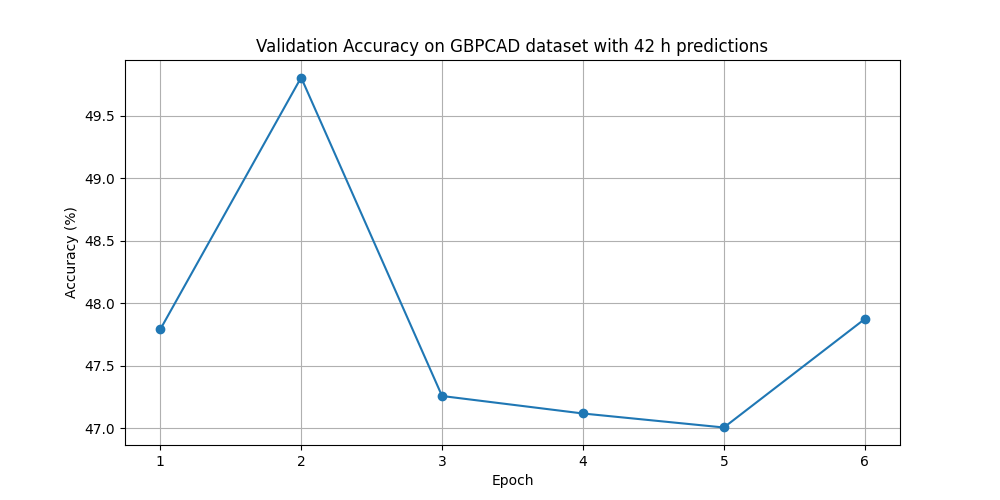 Validation Accuracy on GBPCAD dataset with 42 h predictions
Accuracy (%)
49.5
49.0
48.5
48.0
47.5
47.0
1 2 3 4 5 6
Epoch